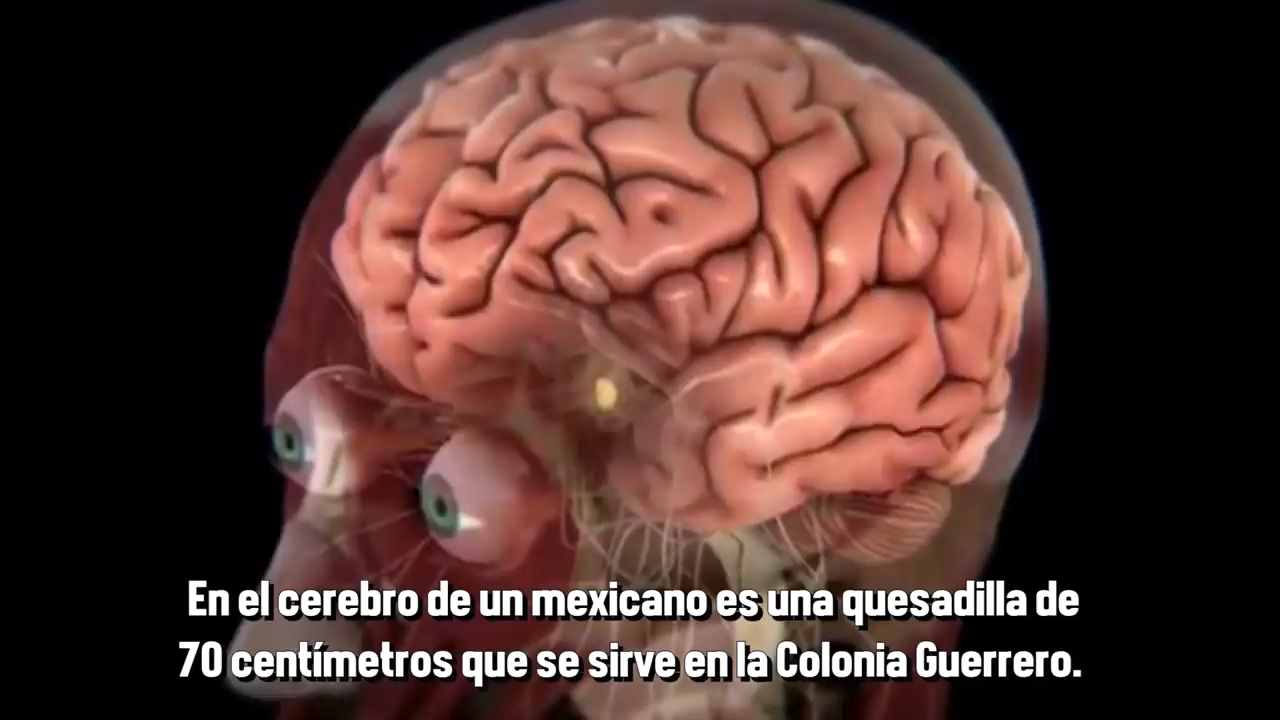 En el cerebro de un mexicano es una quesadilla de
70 centímetros que se sirve en la Colonia Guerrero.